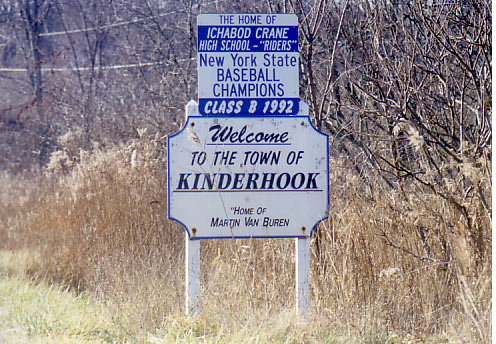 THE HOME OF
ICHABOD CRANE
HIGH SCHOOL - "RIDERS"
New York State
BASEBALL
CHAMPIONS
CLASS B 1992
Welcome
TO THE TOWN OF
KINDERHOOK
"HOME OF
MARTIN VAN BUREN